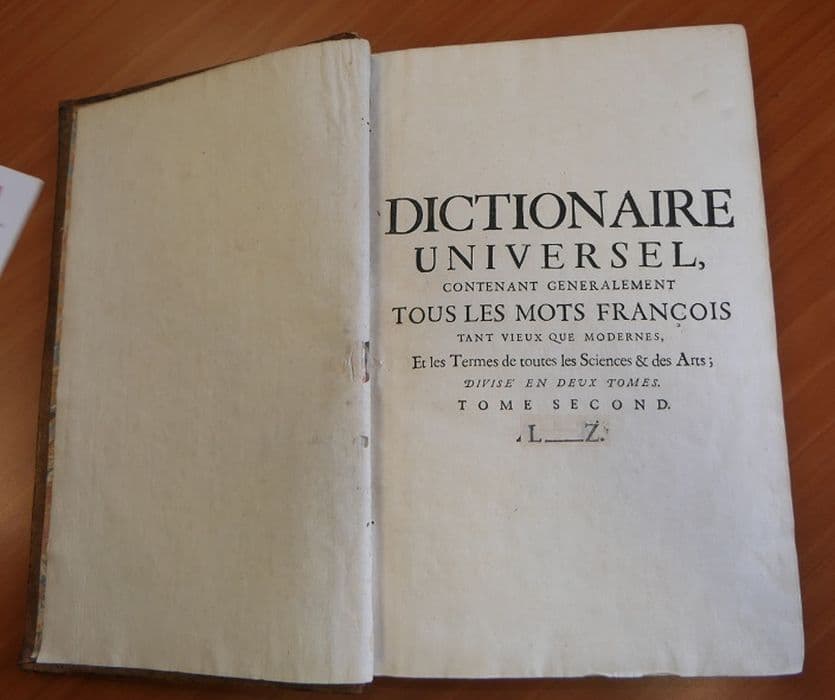 DICTIONAIRE
UNIVERSEL,
CONTENANT GENERALEMENT
TOUS LES MOTS FRANÇOIS
TANT VIEUX QUE MODERNES,
Et les Termes de toutes les Sciences & des Arts;
DIVISE' EN DEUX TOMES.
TOME SECOND.
L___Z.